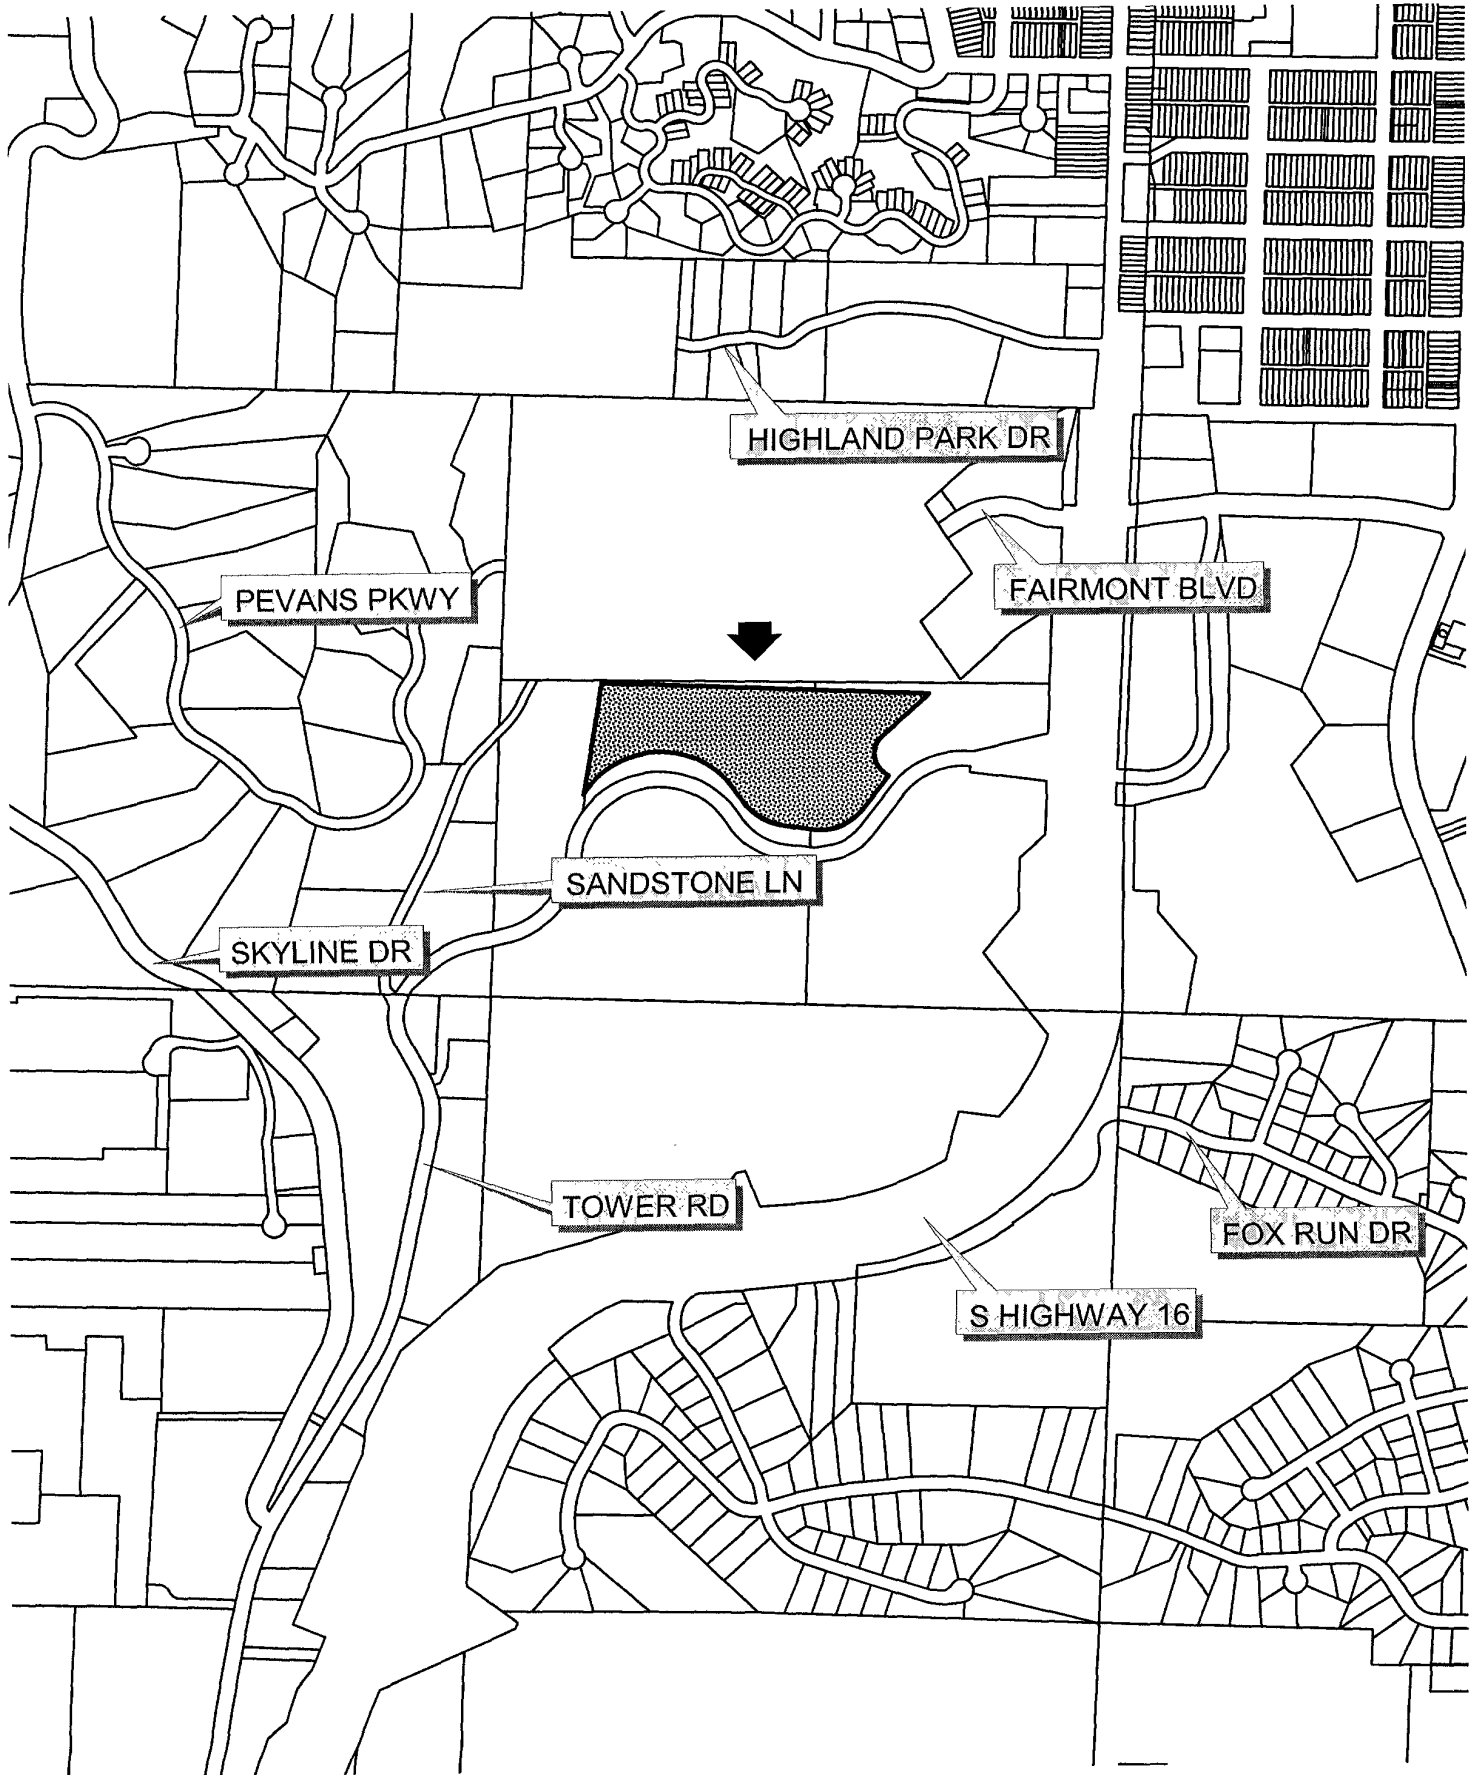 HIGHLAND PARK DR
FAIRMONT BLVD
PEVANS PKWY
SANDSTONE LN
SKYLINE DR
TOWER RD
FOX RUN DR
S HIGHWAY 16